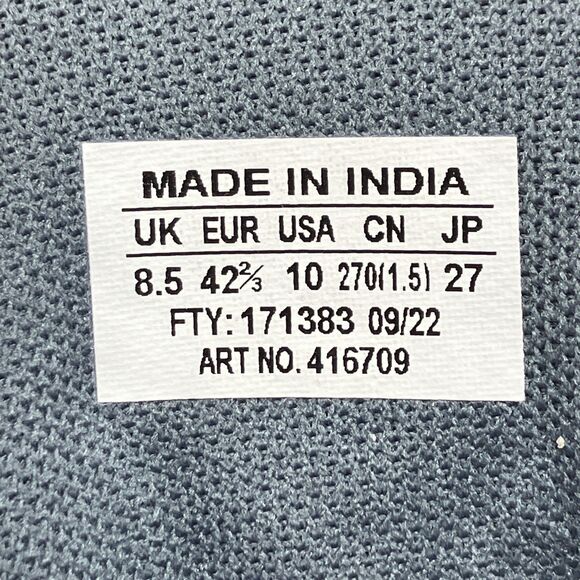 MADE IN INDIA
UK EUR USA CN JP
8.5 42⅔ 10 270(1.5) 27
FTY: 171383 09/22
ART NO. 416709